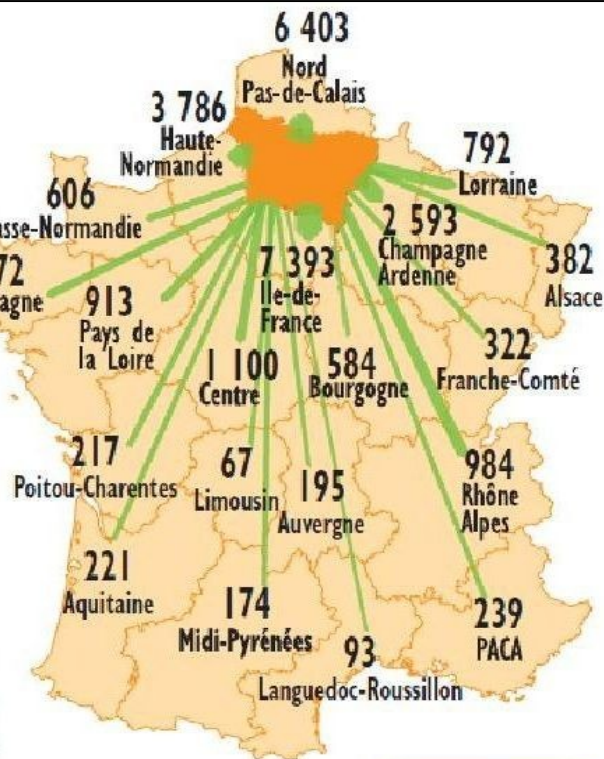 6 403
Nord
Pas-de-Calais
3 786
Haute-
Normandie
792
Lorraine
606
asse-Normandie
2 593
Champagne
Ardenne
382
Alsace
72
agne
913
Pays de
la Loire
7 393
Ile-de-
France
322
Franche-Comté
1 100
Centre
584
Bourgogne
217
Poitou-Charentes
67
Limousin
195
Auvergne
984
Rhône
Alpes
221
Aquitaine
174
Midi-Pyrénées
239
PACA
93
Languedoc-Roussillon